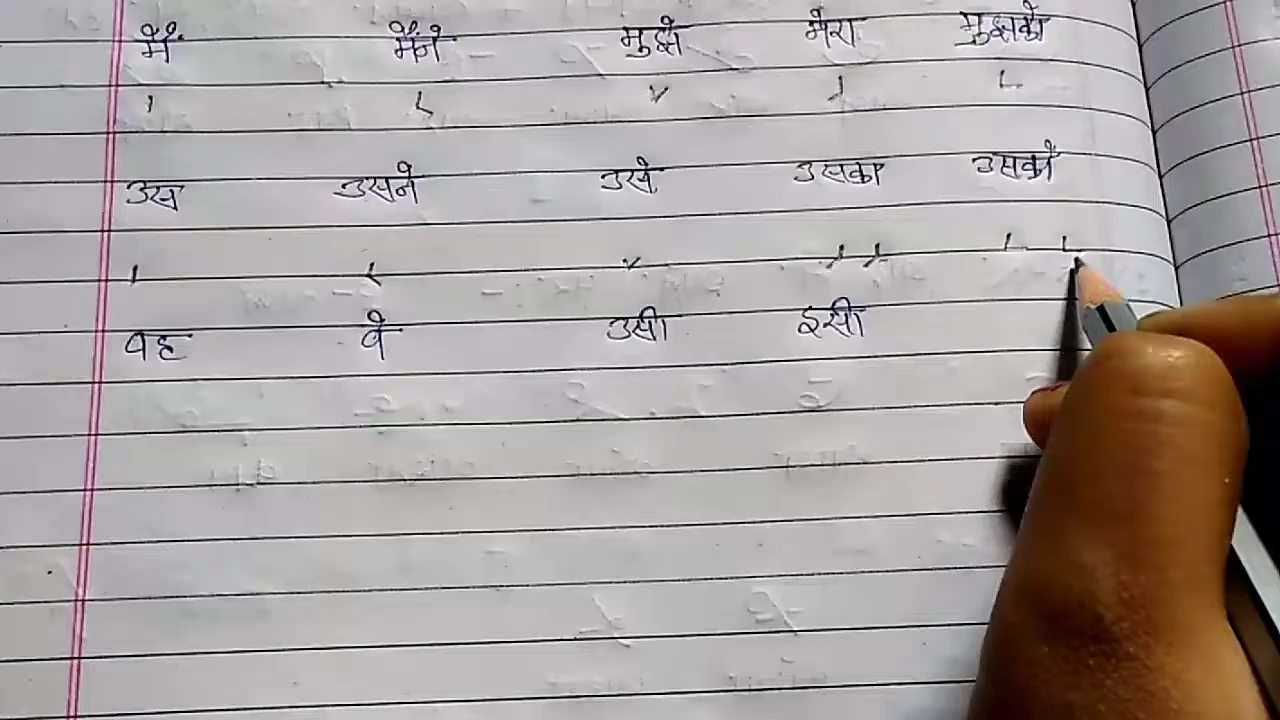 मैं मैंने मुझे मेरा मुझको
उस उसने उसे उसका उसको
वह वे उसी इसी